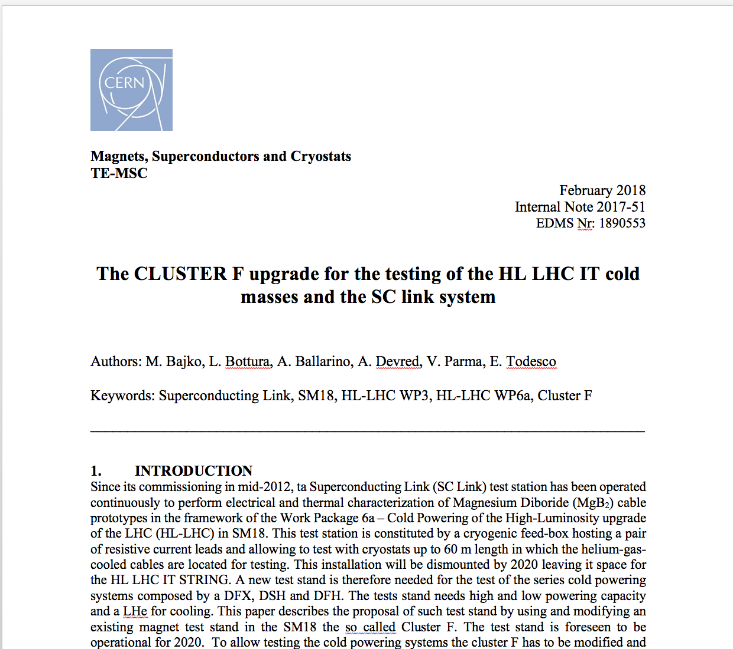 CERN
Magnets, Superconductors and Cryostats
TE-MSC
February 2018
Internal Note 2017-51
EDMS Nr: 1890553
The CLUSTER F upgrade for the testing of the HL LHC IT cold
masses and the SC link system
Authors: M. Bajko, L. Bottura, A. Ballarino, A. Devred, V. Parma, E. Todesco
Keywords: Superconducting Link, SM18, HL-LHC WP3, HL-LHC WP6a, Cluster F
1. INTRODUCTION
Since its commissioning in mid-2012, ta Superconducting Link (SC Link) test station has been operated
continuously to perform electrical and thermal characterization of Magnesium Diboride (MgB₂) cable
prototypes in the framework of the Work Package 6a – Cold Powering of the High-Luminosity upgrade
of the LHC (HL-LHC) in SM18. This test station is constituted by a cryogenic feed-box hosting a pair
of resistive current leads and allowing to test with cryostats up to 60 m length in which the helium-gas-
cooled cables are located for testing. This installation will be dismounted by 2020 leaving it space for
the HL LHC IT STRING. A new test stand is therefore needed for the test of the series cold powering
systems composed by a DFX, DSH and DFH. The tests stand needs high and low powering capacity
and a LHe for cooling. This paper describes the proposal of such test stand by using and modifying an
existing magnet test stand in the SM18 the so called Cluster F. The test stand is foreseen to be
operational for 2020. To allow testing the cold powering systems the cluster F has to be modified and